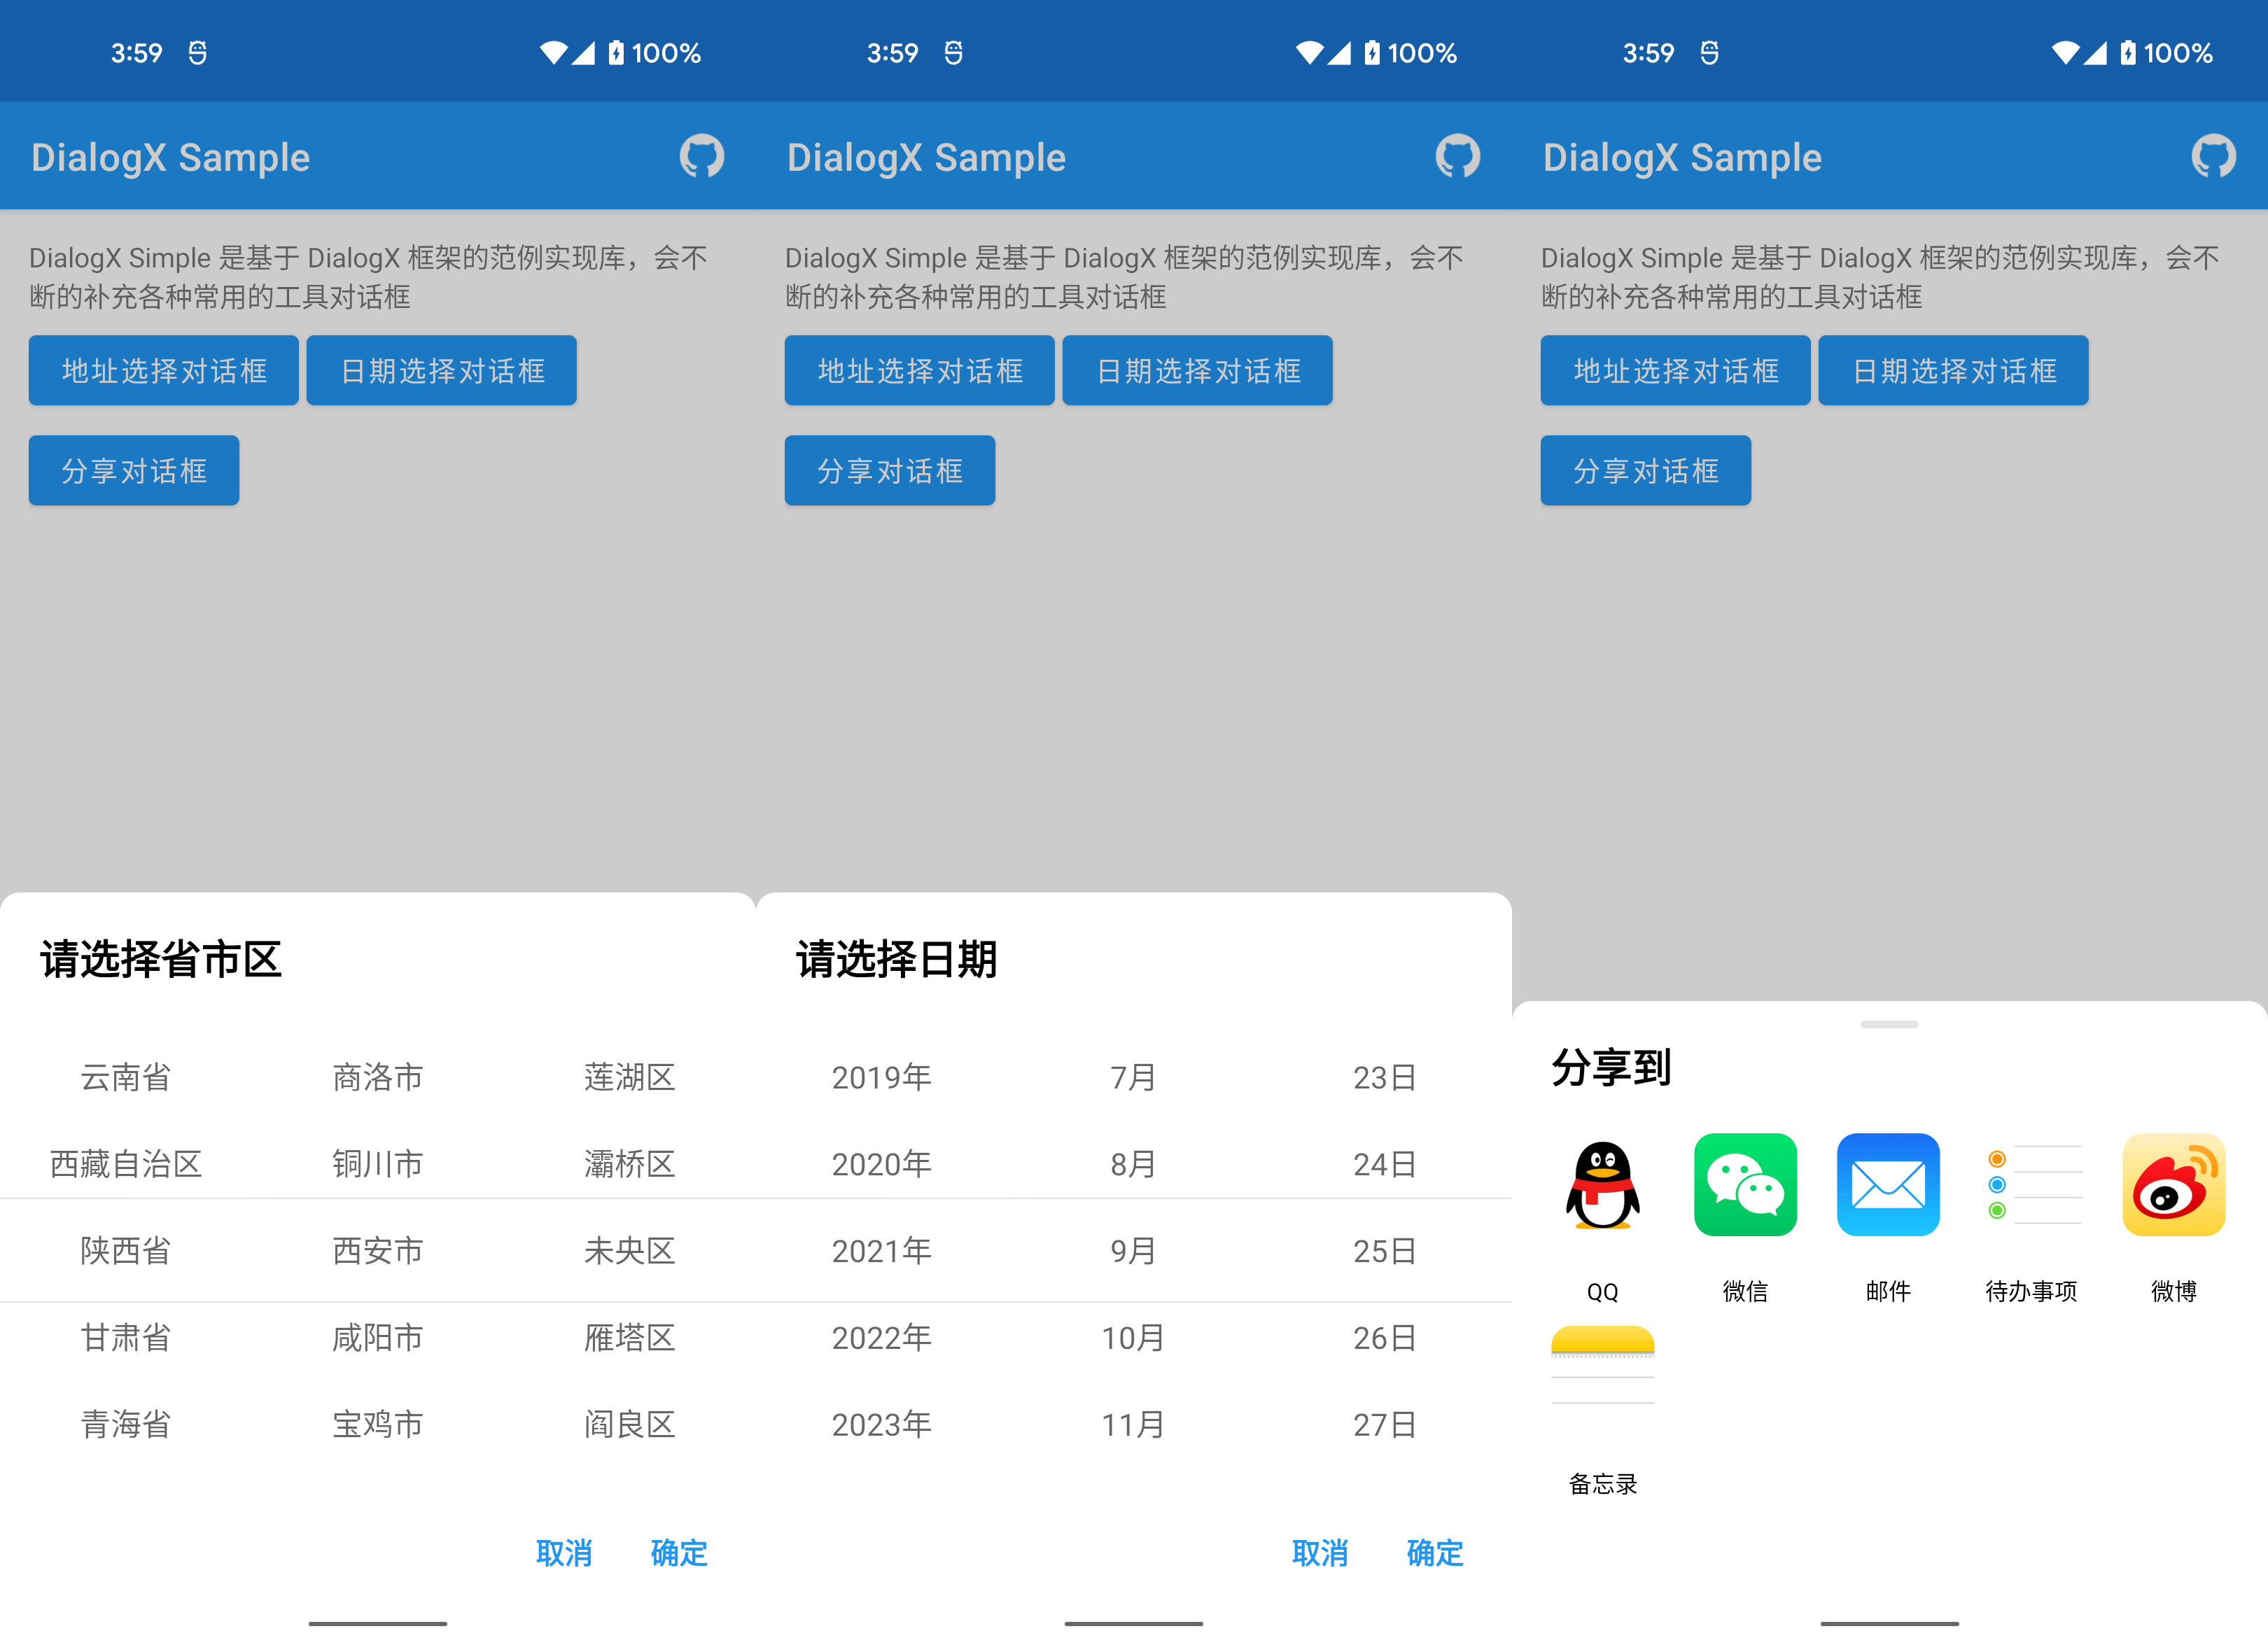 3:59
100%
DialogX Sample
DialogX Simple 是基于 DialogX 框架的范例实现库，会不
断的补充各种常用的工具对话框
地址选择对话框 日期选择对话框
分享对话框
请选择省市区
云南省 商洛市 莲湖区
西藏自治区 铜川市 灞桥区
陕西省 西安市 未央区
甘肃省 咸阳市 雁塔区
青海省 宝鸡市 阎良区
取消 确定
3:59
100%
DialogX Sample
DialogX Simple 是基于 DialogX 框架的范例实现库，会不
断的补充各种常用的工具对话框
地址选择对话框 日期选择对话框
分享对话框
请选择日期
2019年 7月 23日
2020年 8月 24日
2021年 9月 25日
2022年 10月 26日
2023年 11月 27日
取消 确定
3:59
100%
DialogX Sample
DialogX Simple 是基于 DialogX 框架的范例实现库，会不
断的补充各种常用的工具对话框
地址选择对话框 日期选择对话框
分享对话框
分享到
QQ 微信 邮件 待办事项 微博
备忘录